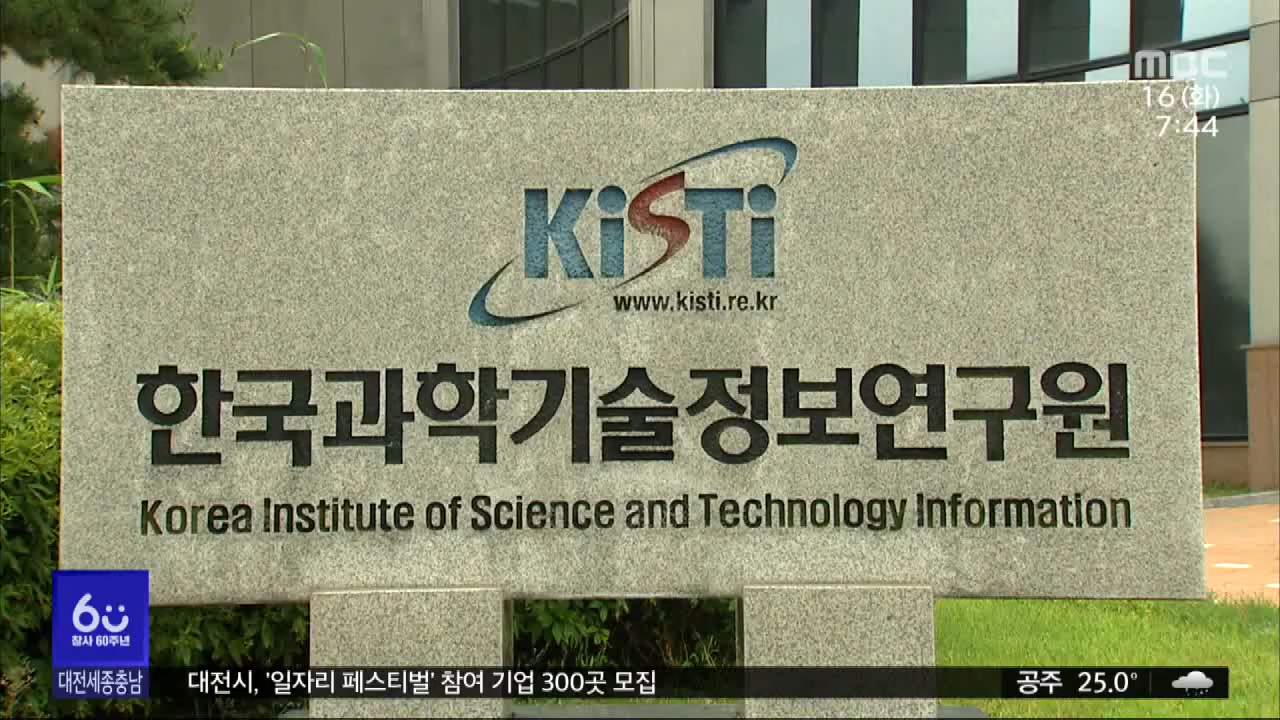 MBC
16 (화)
7:44
KiSTi
www.kisti.re.kr
한국과학기술정보연구원
Korea Institute of Science and Technology Information
60
창사 60주년
대전세종충남
대전시, '일자리 페스티벌' 참여 기업 300곳 모집
공주 25.0°